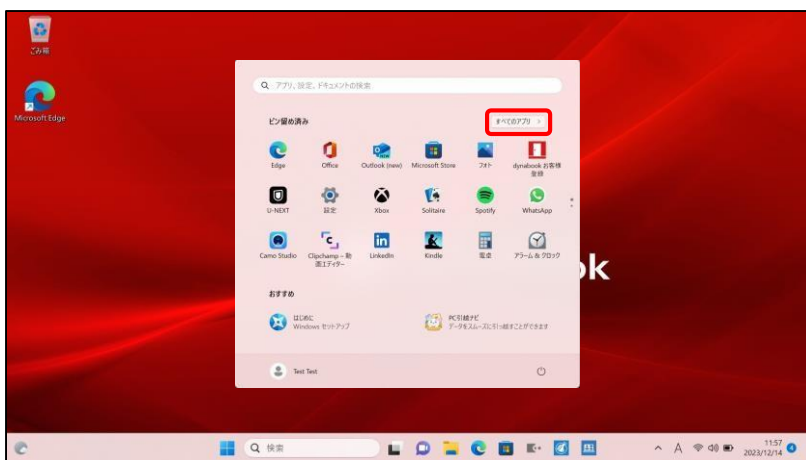 ごみ箱
Microsoft Edge
アプリ、設定、ドキュメントの検索
ピン留め済み
すべてのアプリ >
Edge
Office
Outlook (new)
Microsoft Store
フォト
dynabook お客様
登録
U-NEXT
設定
Xbox
Solitaire
Spotify
WhatsApp
Camo Studio
Clipchamp – 動
画エディター
LinkedIn
Kindle
電卓
アラーム & クロック
ok
おすすめ
はじめに
Windows セットアップ
PC引越ナビ
データをスムーズに引っ越すことができます
Test Test
検索
A
11:57
2023/12/14
4